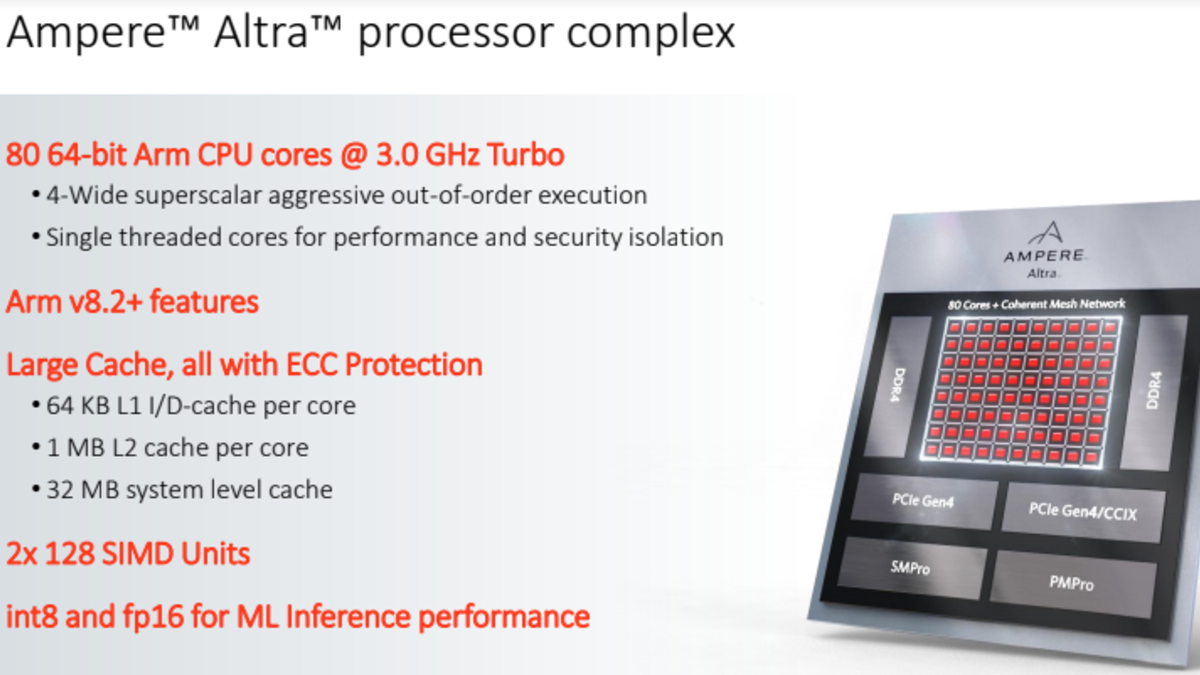 Ampere™ Altra™ processor complex
80 64-bit Arm CPU cores @ 3.0 GHz Turbo
• 4-Wide superscalar aggressive out-of-order execution
• Single threaded cores for performance and security isolation
Arm v8.2+ features
Large Cache, all with ECC Protection
• 64 KB L1 I/D-cache per core
• 1 MB L2 cache per core
• 32 MB system level cache
2x 128 SIMD Units
int8 and fp16 for ML Inference performance
AMPERE™
Altra™
80 Cores + Coherent Mesh Network
DDR4
DDR4
PCIe Gen4
PCIe Gen4/CCIX
SMPro
PMPro